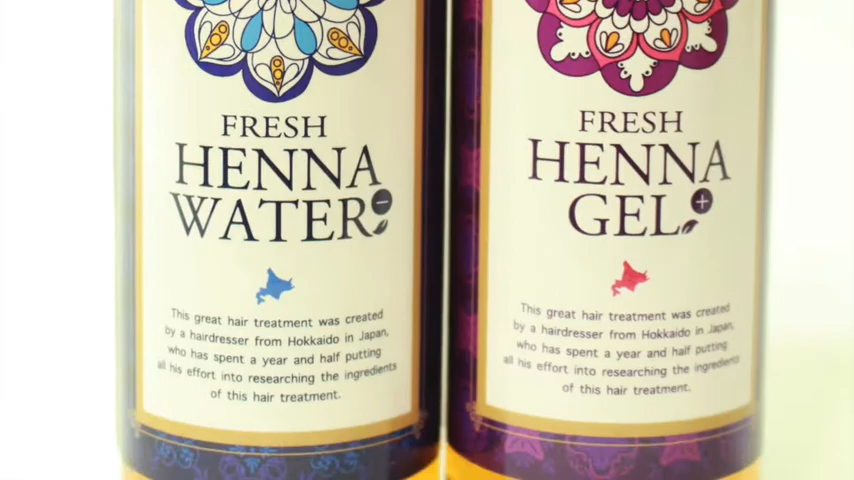 FRESH
HENNA
WATER
This great hair treatment was created
by a hairdresser from Hokkaido in Japan,
who has spent a year and half putting
all his effort into researching the ingredients
of this hair treatment.
FRESH
HENNA
GEL
This great hair treatment was created
by a hairdresser from Hokkaido in Japan,
who has spent a year and half putting
all his effort into researching the ingredients
of this hair treatment.